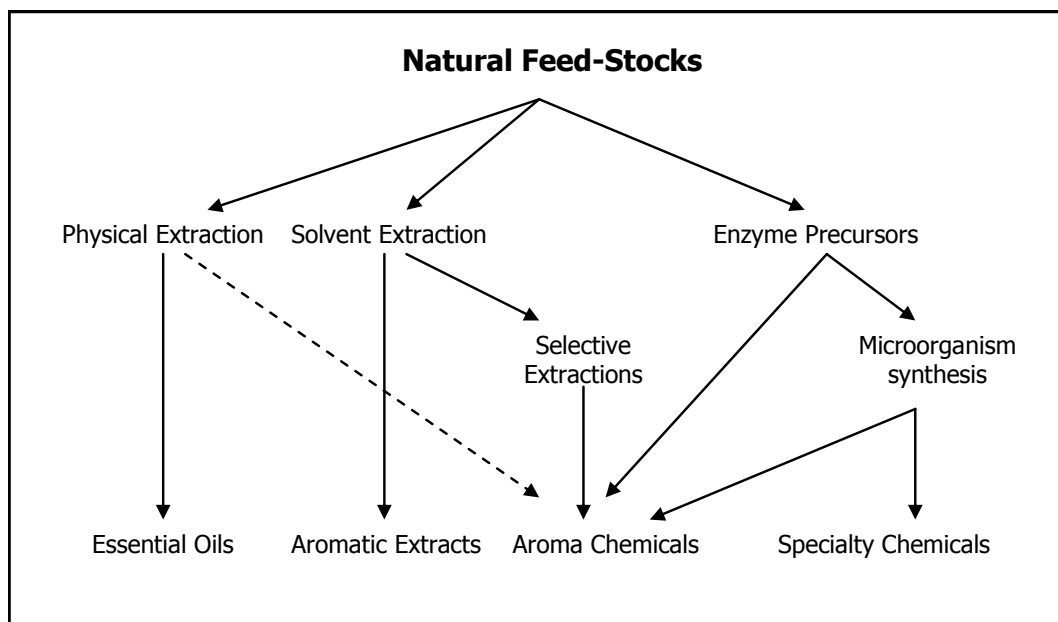 Natural Feed-Stocks
Physical Extraction
Solvent Extraction
Enzyme Precursors
Selective
Extractions
Microorganism
synthesis
Essential Oils
Aromatic Extracts
Aroma Chemicals
Specialty Chemicals